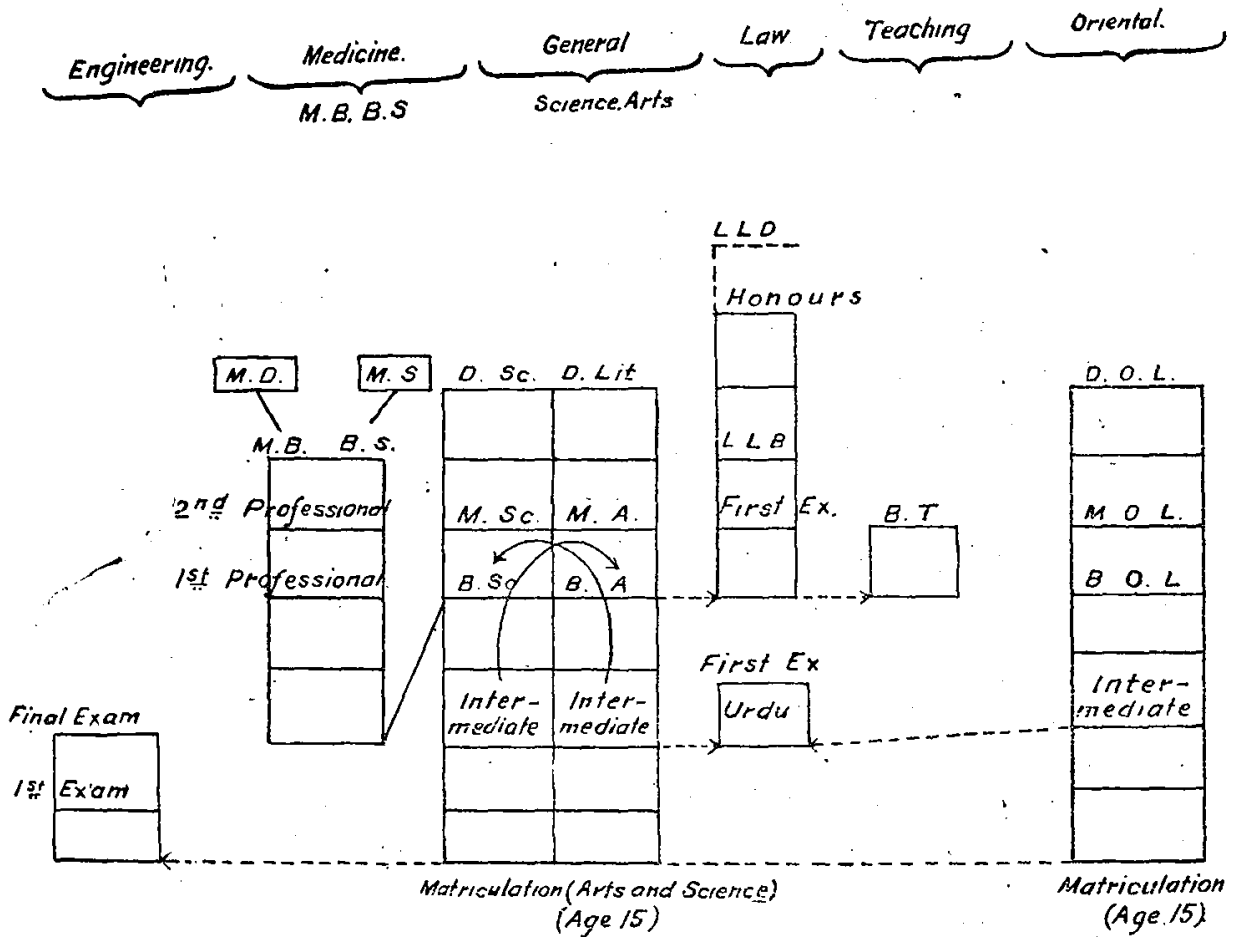 Engineering.
Medicine.
General
Law
Teaching
Oriental.
M.B. B.S
Science. Arts
LLD
Honours
M.D.
M.S
D. Sc. D. Lit
D.O.L.
M.B. B.S.
LLB
2nd Professional
M. Sc. M. A.
First Ex.
B.T
M O L.
1st Professional
B.Sc B. A
B O.L
First Ex
Urdu
Inter-
mediate
Inter-
mediate
Inter-
mediate
Final Exam
1st Exam
Matriculation (Arts and Science)
(Age 15)
Matriculation
(Age.15)